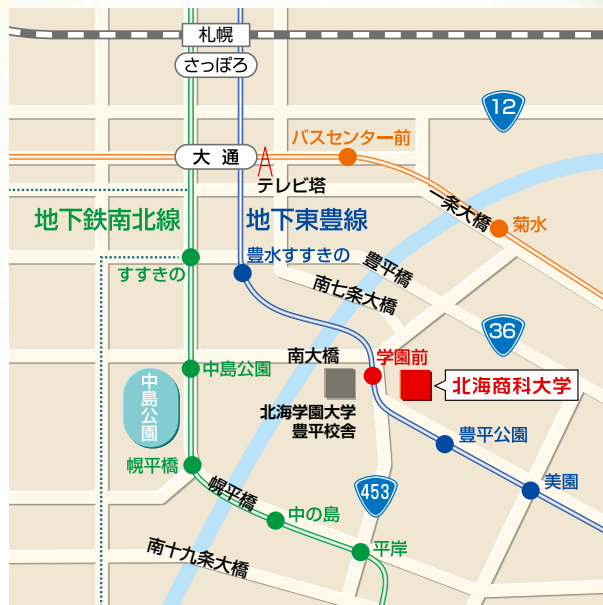 札幌
さっぽろ
12
バスセンター前
大通
テレビ塔
一条大橋
菊水
地下鉄南北線
地下東豊線
豊水すすきの
すすきの
豊平橋
南七条大橋
36
南大橋
学園前
中島公園
中島公園
北海商科大学
北海学園大学
豊平校舎
豊平公園
幌平橋
美園
幌平橋
453
中の島
平岸
南十九条大橋